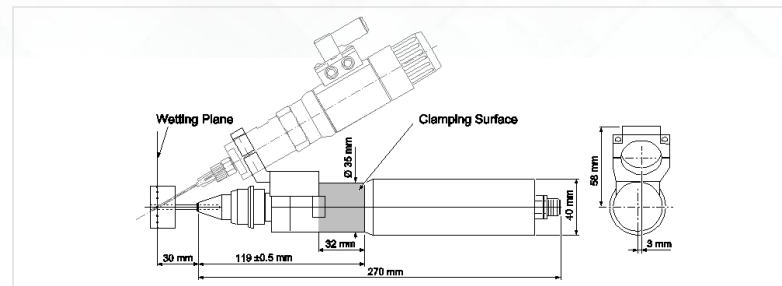 Wetting Plane
Clamping Surface
Ø 35 mm
58 mm
40 mm
32 mm
3 mm
30 mm
119 ±0.5 mm
270 mm